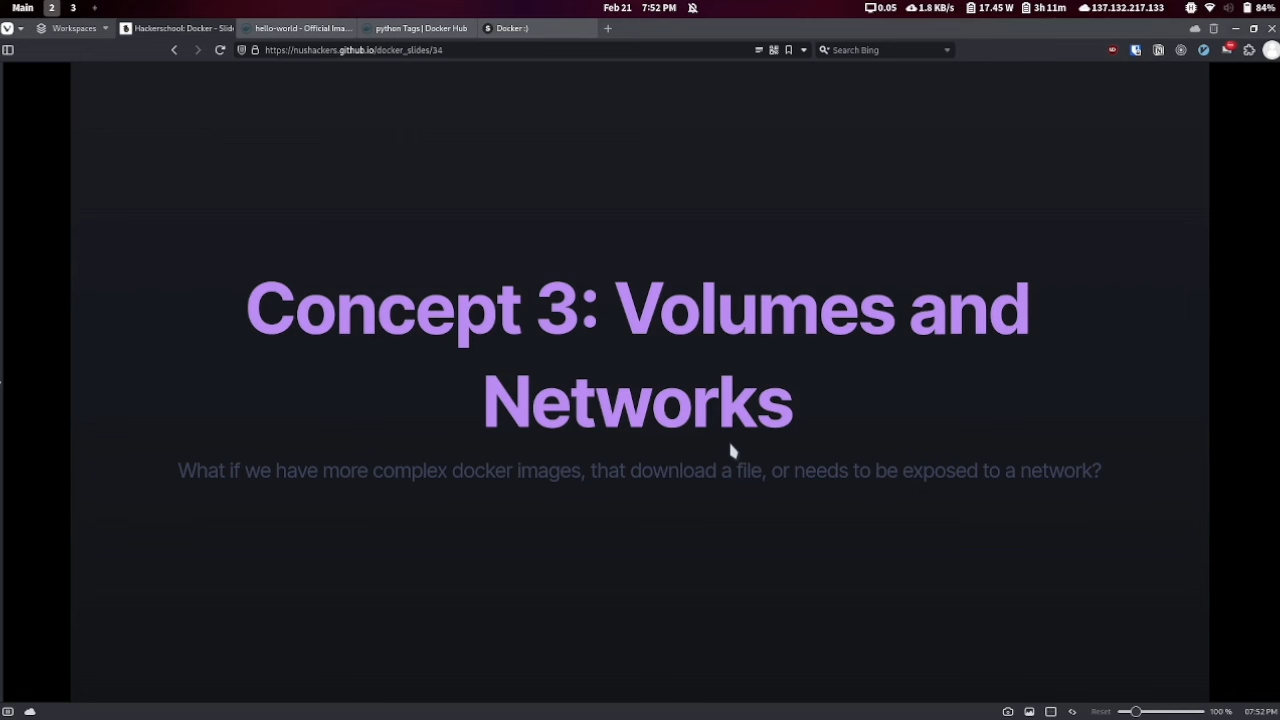 Main 2 3 +
Feb 21 7:52 PM
0.05 1.8 KB/s 17.45 W 3h 11m 137.132.217.133 84%
Workspaces
Hackerschool: Docker - Slid
hello-world - Official Ima...
python Tags | Docker Hub
Docker :)
https://nushackers.github.io/docker_slides/34
Search Bing
Concept 3: Volumes and
Networks
What if we have more complex docker images, that download a file, or needs to be exposed to a network?
Reset 100 % 07:52 PM